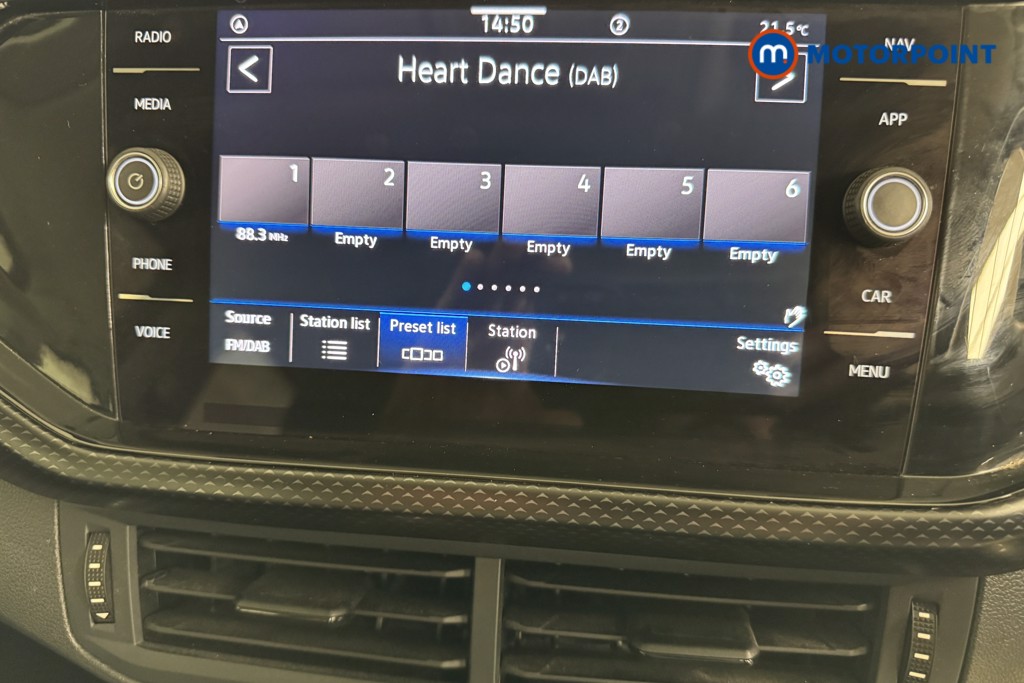 14:50 2 21.5°C
RADIO
MEDIA
PHONE
VOICE
Heart Dance (DAB)
1 2 3 4 5 6
88.3 MHz Empty Empty Empty Empty Empty
Source Station list Preset list Station Settings
FM/DAB
NAV
APP
CAR
MENU
m MOTORPOINT